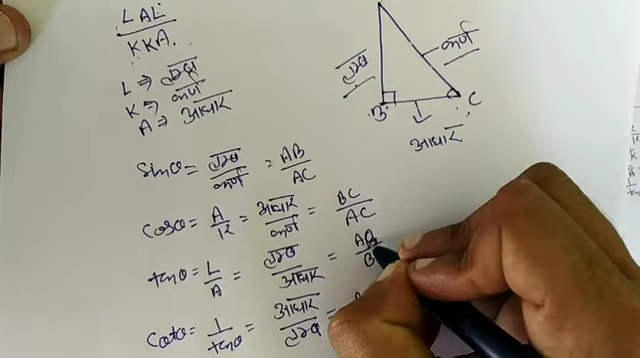 LAL
KKA
L ⇒ लम्ब
K ⇒ कर्ण
A ⇒ आधार
लम्ब
कर्ण
B
C
आधार
sinθ = लम्ब/कर्ण = AB/AC
cosθ = A/K = आधार/कर्ण = BC/AC
tanθ = L/A = लम्ब/आधार = AB/B
cotθ = 1/tanθ = आधार/लम्ब =